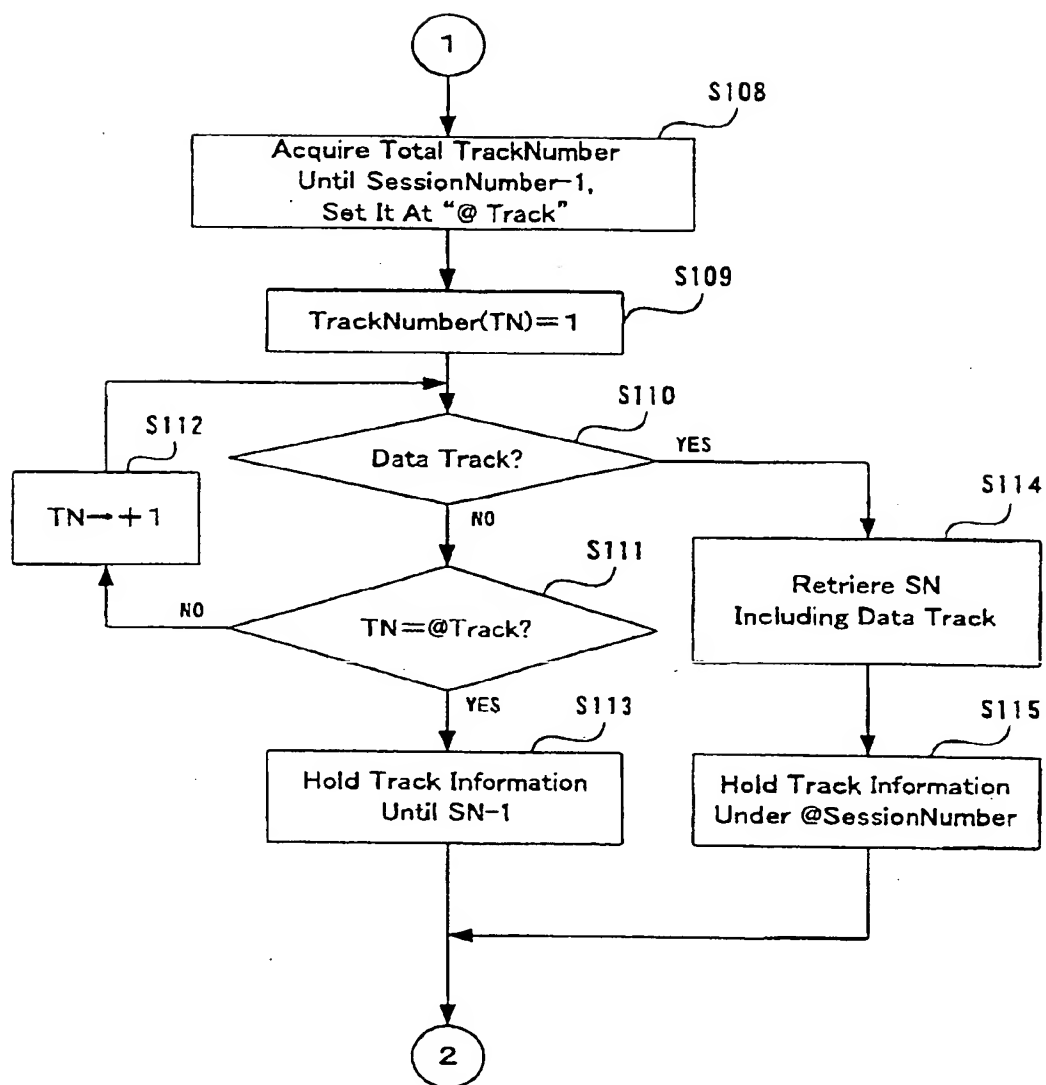 1
S108
Acquire Total TrackNumber
Until SessionNumber-1,
Set It At "@ Track"
S109
TrackNumber(TN)=1
S110
Data Track?
YES
NO
S112
TN→+1
S111
TN=@Track?
NO
YES
S114
Retriere SN
Including Data Track
S113
Hold Track Information
Until SN-1
S115
Hold Track Information
Under @SessionNumber
2